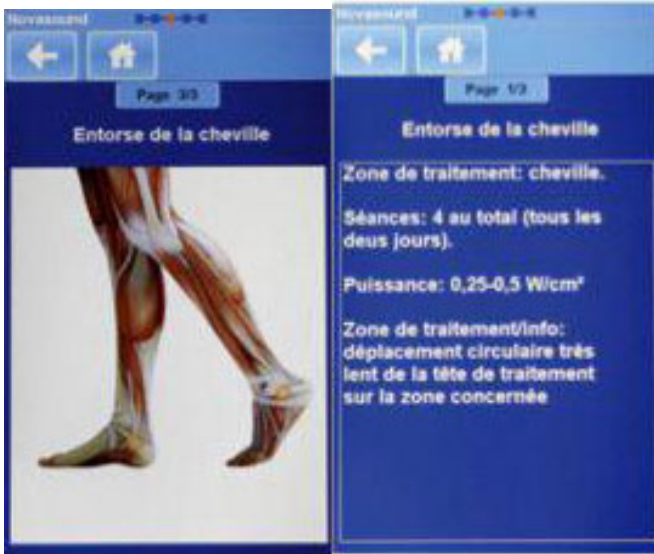 Novasound
Page 3/3
Entorse de la cheville
Novasound
Page 1/3
Entorse de la cheville
Zone de traitement: cheville.
Séances: 4 au total (tous les
deux jours).
Puissance: 0,25-0,5 W/cm²
Zone de traitement/info:
déplacement circulaire très
lent de la tête de traitement
sur la zone concernée